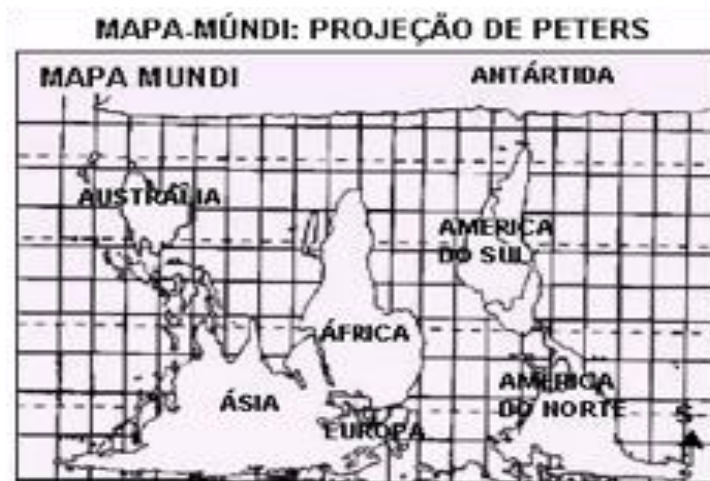 MAPA-MÚNDI: PROJEÇÃO DE PETERS
MAPA MUNDI
ANTÁRTIDA
AUSTRÁLIA
AMÉRICA
DO SUL
ÁFRICA
AMÉRICA
DO NORTE
ÁSIA
EUROPA
S